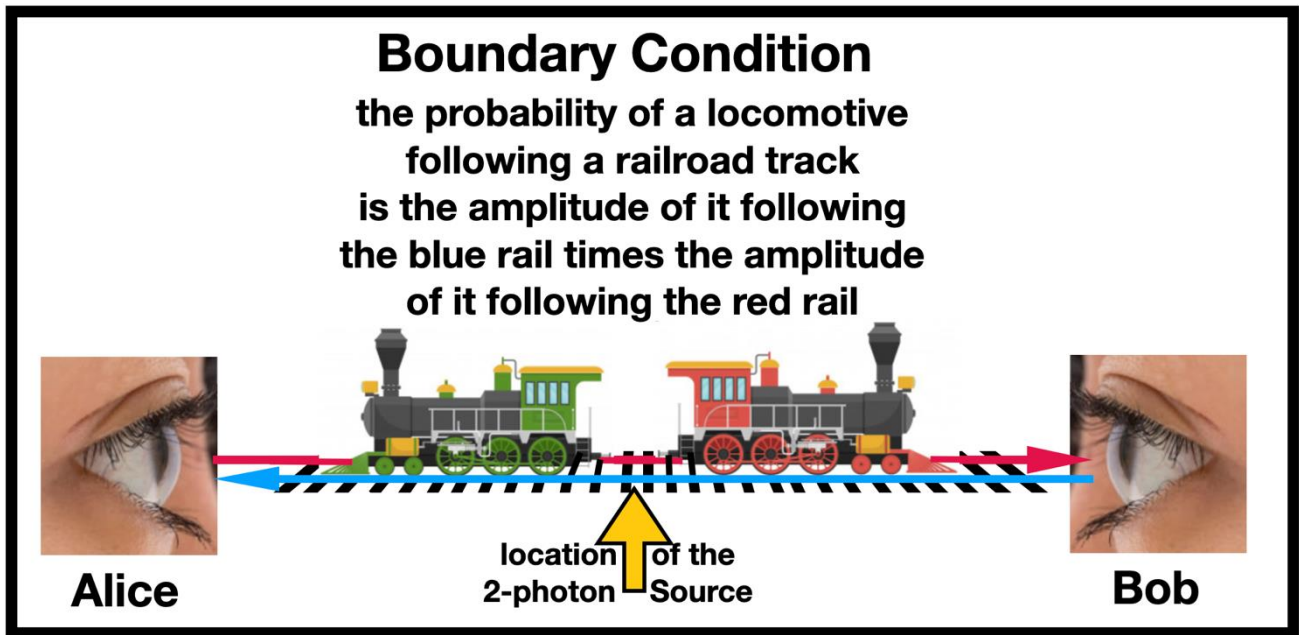 Boundary Condition
the probability of a locomotive
following a railroad track
is the amplitude of it following
the blue rail times the amplitude
of it following the red rail
location of the
2-photon Source
Alice
Bob